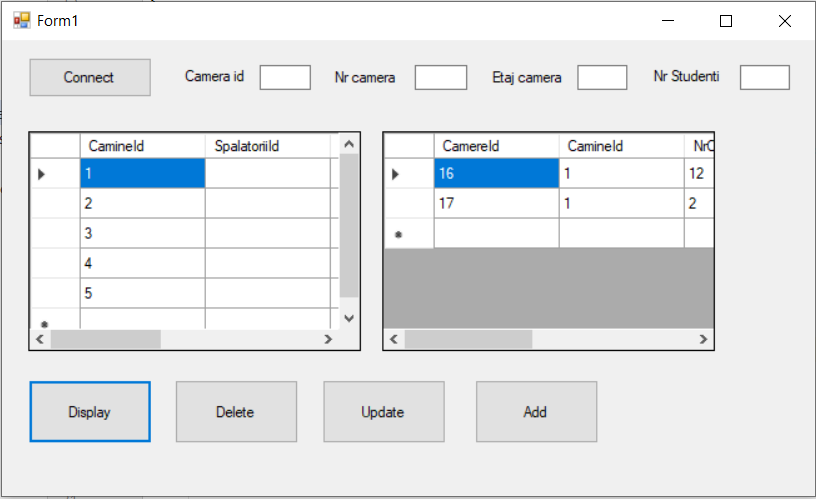 Form1
Connect Camera id Nr camera Etaj camera Nr Studenti
CamineId SpalatoriiId
1
2
3
4
5
CamereId CamineId NrC
16 1 12
17 1 2
Display Delete Update Add